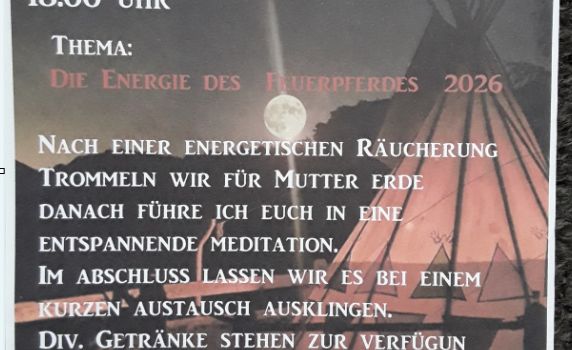 18:00 Uhr
Thema:
Die Energie des Feuerpferdes 2026
Nach einer energetischen Räucherung
Trommeln wir für Mutter erde
danach führe ich euch in eine
entspannende meditation.
Im abschluss lassen wir es bei einem
kurzen austausch ausklingen.
Div. Getränke stehen zur verfügun